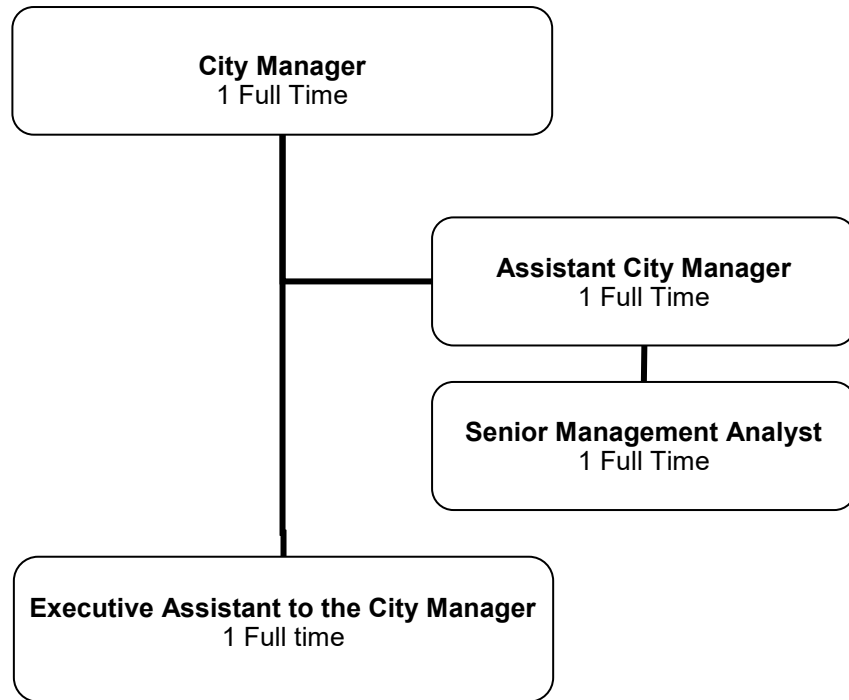 City Manager
1 Full Time
Assistant City Manager
1 Full Time
Senior Management Analyst
1 Full Time
Executive Assistant to the City Manager
1 Full time